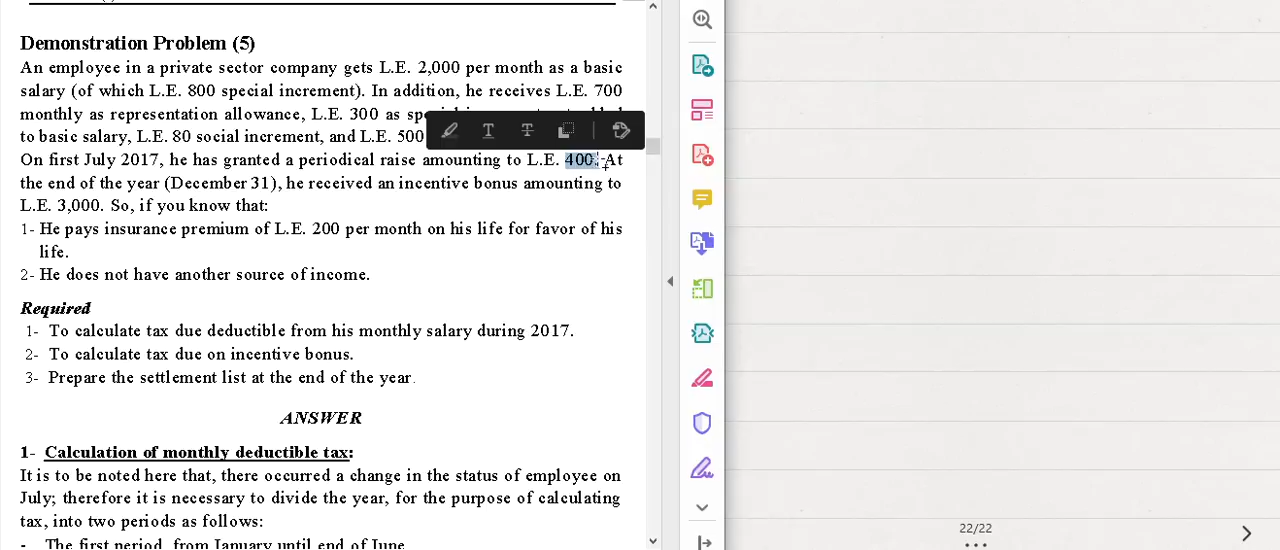 Demonstration Problem (5)
An employee in a private sector company gets L.E. 2,000 per month as a basic
salary (of which L.E. 800 special increment). In addition, he receives L.E. 700
monthly as representation allowance, L.E. 300 as
to basic salary, L.E. 80 social increment, and L.E. 500
On first July 2017, he has granted a periodical raise amounting to L.E. 400. At
the end of the year (December 31), he received an incentive bonus amounting to
L.E. 3,000. So, if you know that:
1- He pays insurance premium of L.E. 200 per month on his life for favor of his
life.
2- He does not have another source of income.
Required
1- To calculate tax due deductible from his monthly salary during 2017.
2- To calculate tax due on incentive bonus.
3- Prepare the settlement list at the end of the year.
ANSWER
1- Calculation of monthly deductible tax:
It is to be noted here that, there occurred a change in the status of employee on
July; therefore it is necessary to divide the year, for the purpose of calculating
tax, into two periods as follows:
- The first period, from January until end of June
22/22